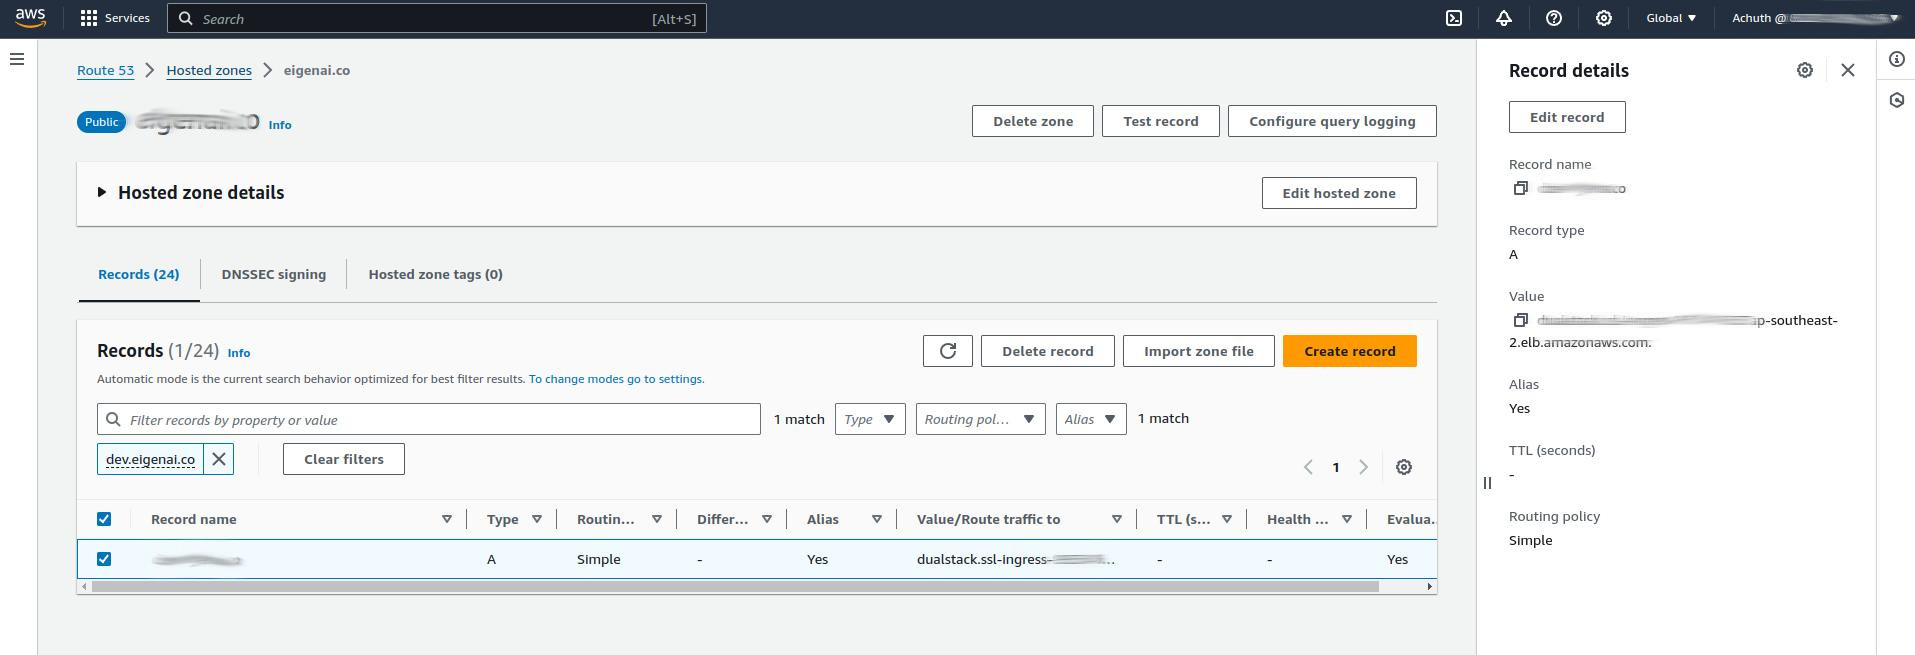 aws
Services
Search
[Alt+S]
Global
Achuth @
Route 53
Hosted zones
eigenai.co
Public
Info
Delete zone
Test record
Configure query logging
Hosted zone details
Edit hosted zone
Records (24)
DNSSEC signing
Hosted zone tags (0)
Records (1/24) Info
Delete record
Import zone file
Create record
Automatic mode is the current search behavior optimized for best filter results. To change modes go to settings.
Filter records by property or value
1 match
Type
Routing pol...
Alias
1 match
dev.eigenai.co
Clear filters
1
Record name
Type
Routin...
Differ...
Alias
Value/Route traffic to
TTL (s...
Health ...
Evalua..
A
Simple
-
Yes
dualstack.ssl-ingress-
-
-
Yes
Record details
Edit record
Record name
Record type
A
Value
ap-southeast-
2.elb.amazonaws.com.
Alias
Yes
TTL (seconds)
-
Routing policy
Simple